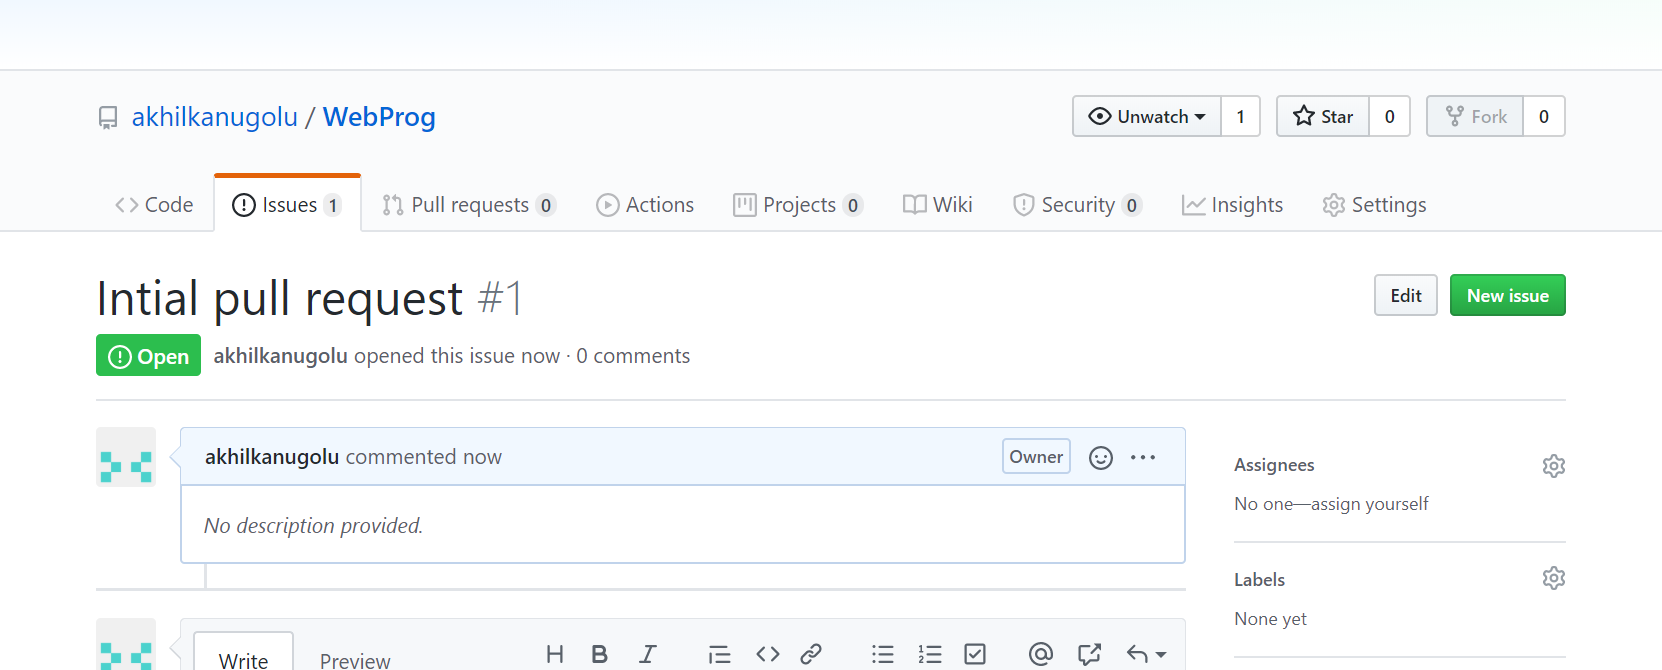 akhilkanugolu / WebProg
Unwatch 1 Star 0 Fork 0
Code Issues 1 Pull requests 0 Actions Projects 0 Wiki Security 0 Insights Settings
Intial pull request #1
Edit New issue
Open akhilkanugolu opened this issue now · 0 comments
akhilkanugolu commented now Owner
No description provided.
Assignees
No one—assign yourself
Labels
None yet
Write Preview